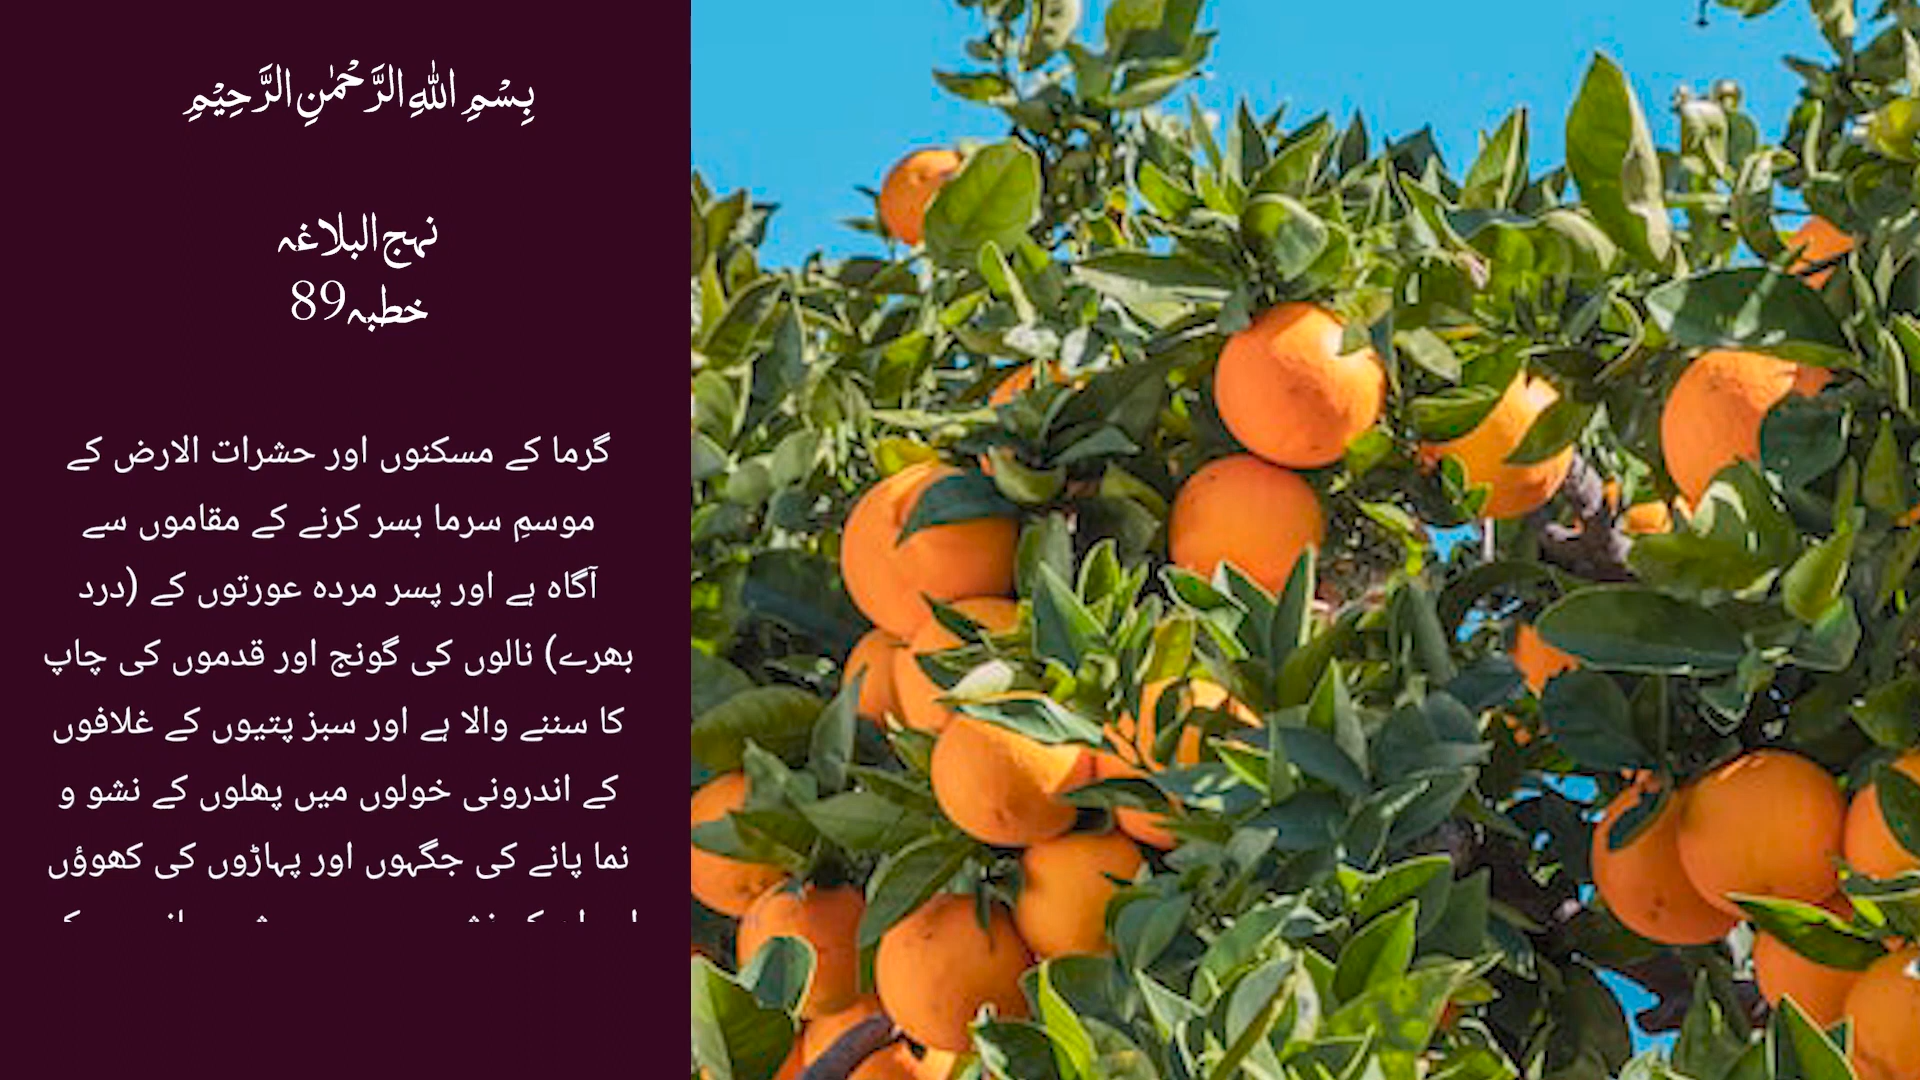 بِسْمِ اللّٰهِ الرَّحْمٰنِ الرَّحِيْمِ
نہج البلاغہ
خطبہ 89
گرما کے مسکنوں اور حشرات الارض کے
موسمِ سرما بسر کرنے کے مقاموں سے
آگاہ ہے اور پسر مردہ عورتوں کے (درد
بھرے) نالوں کی گونج اور قدموں کی چاپ
کا سننے والا ہے اور سبز پتیوں کے غلافوں
کے اندرونی خولوں میں پھلوں کے نشو و
نما پانے کی جگہوں اور پہاڑوں کی کھوؤں